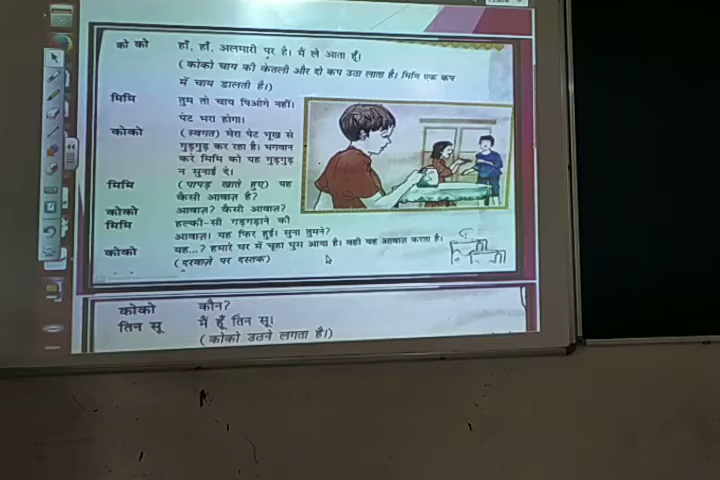 को को हाँ, हाँ, अलमारी पर है। मैं ले आता हूँ।
(कोको चाय की केतली और दो कप उठा लाता है। मिमि एक कप
में चाय डालती है।)
मिमि तुम तो चाय पिओगे नहीं।
पेट भरा होगा।
कोको (स्वगत) मेरा पेट भूख से
गुड़गुड़ कर रहा है। भगवान
करे मिमि को यह गुड़गुड़
न सुनाई दे।
मिमि (पापड़ खाते हुए) यह
कैसी आवाज़ है?
कोको आवाज़? कैसी आवाज़?
मिमि हल्की-सी गड़गड़ाने की
आवाज़। यह फिर हुई। सुना तुमने?
कोको यह...? हमारे घर में चूहा घुस आया है। वही यह आवाज़ करता है।
(दरवाज़े पर दस्तक)
कोको कौन?
तिन सू मैं हूँ तिन सू।
(कोको उठने लगता है।)